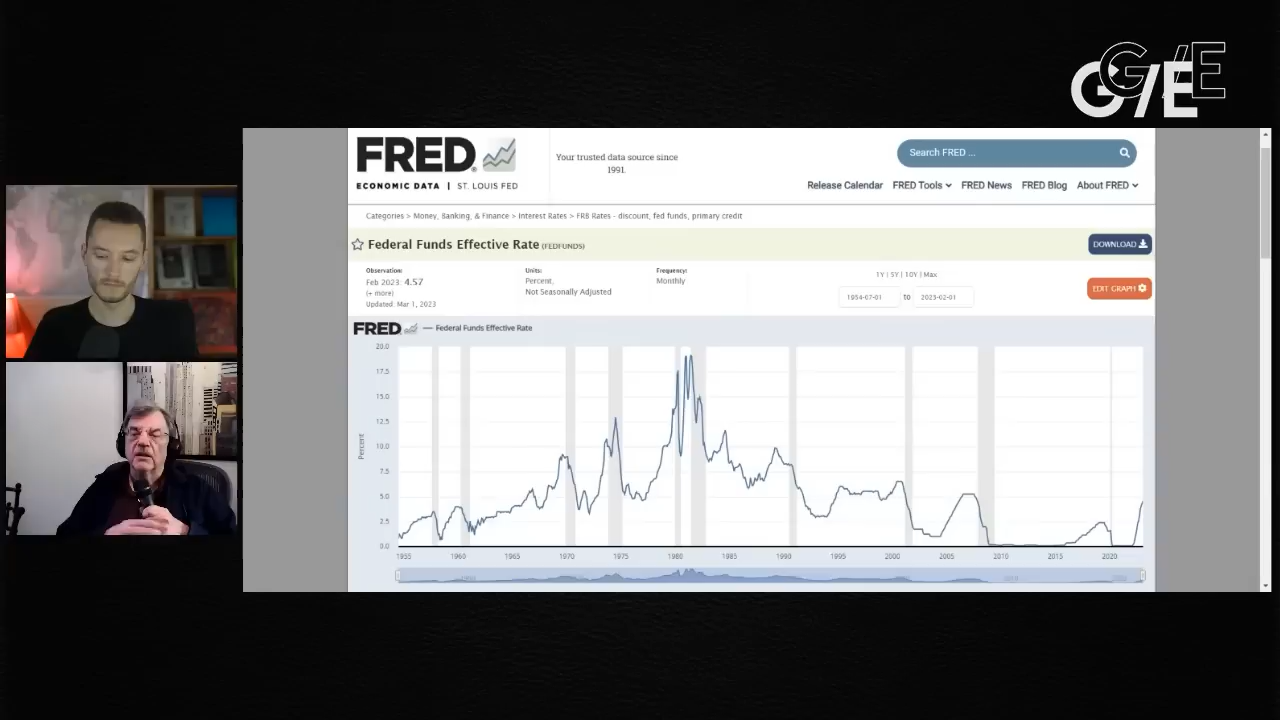 G/E
FRED
ECONOMIC DATA | ST. LOUIS FED
Your trusted data source since
1991.
Search FRED ...
Release Calendar FRED Tools FRED News FRED Blog About FRED
Categories > Money, Banking, & Finance > Interest Rates > FRB Rates - discount, fed funds, primary credit
Federal Funds Effective Rate (FEDFUNDS)
DOWNLOAD
Observation:
Feb 2023: 4.57
(+ more)
Updated: Mar 1, 2023
Units:
Percent,
Not Seasonally Adjusted
Frequency:
Monthly
1Y | 5Y | 10Y | Max
1954-07-01 to 2023-02-01
EDIT GRAPH
FRED — Federal Funds Effective Rate
Percent
20.0
17.5
15.0
12.5
10.0
7.5
5.0
2.5
0.0
1955 1960 1965 1970 1975 1980 1985 1990 1995 2000 2005 2010 2015 2020